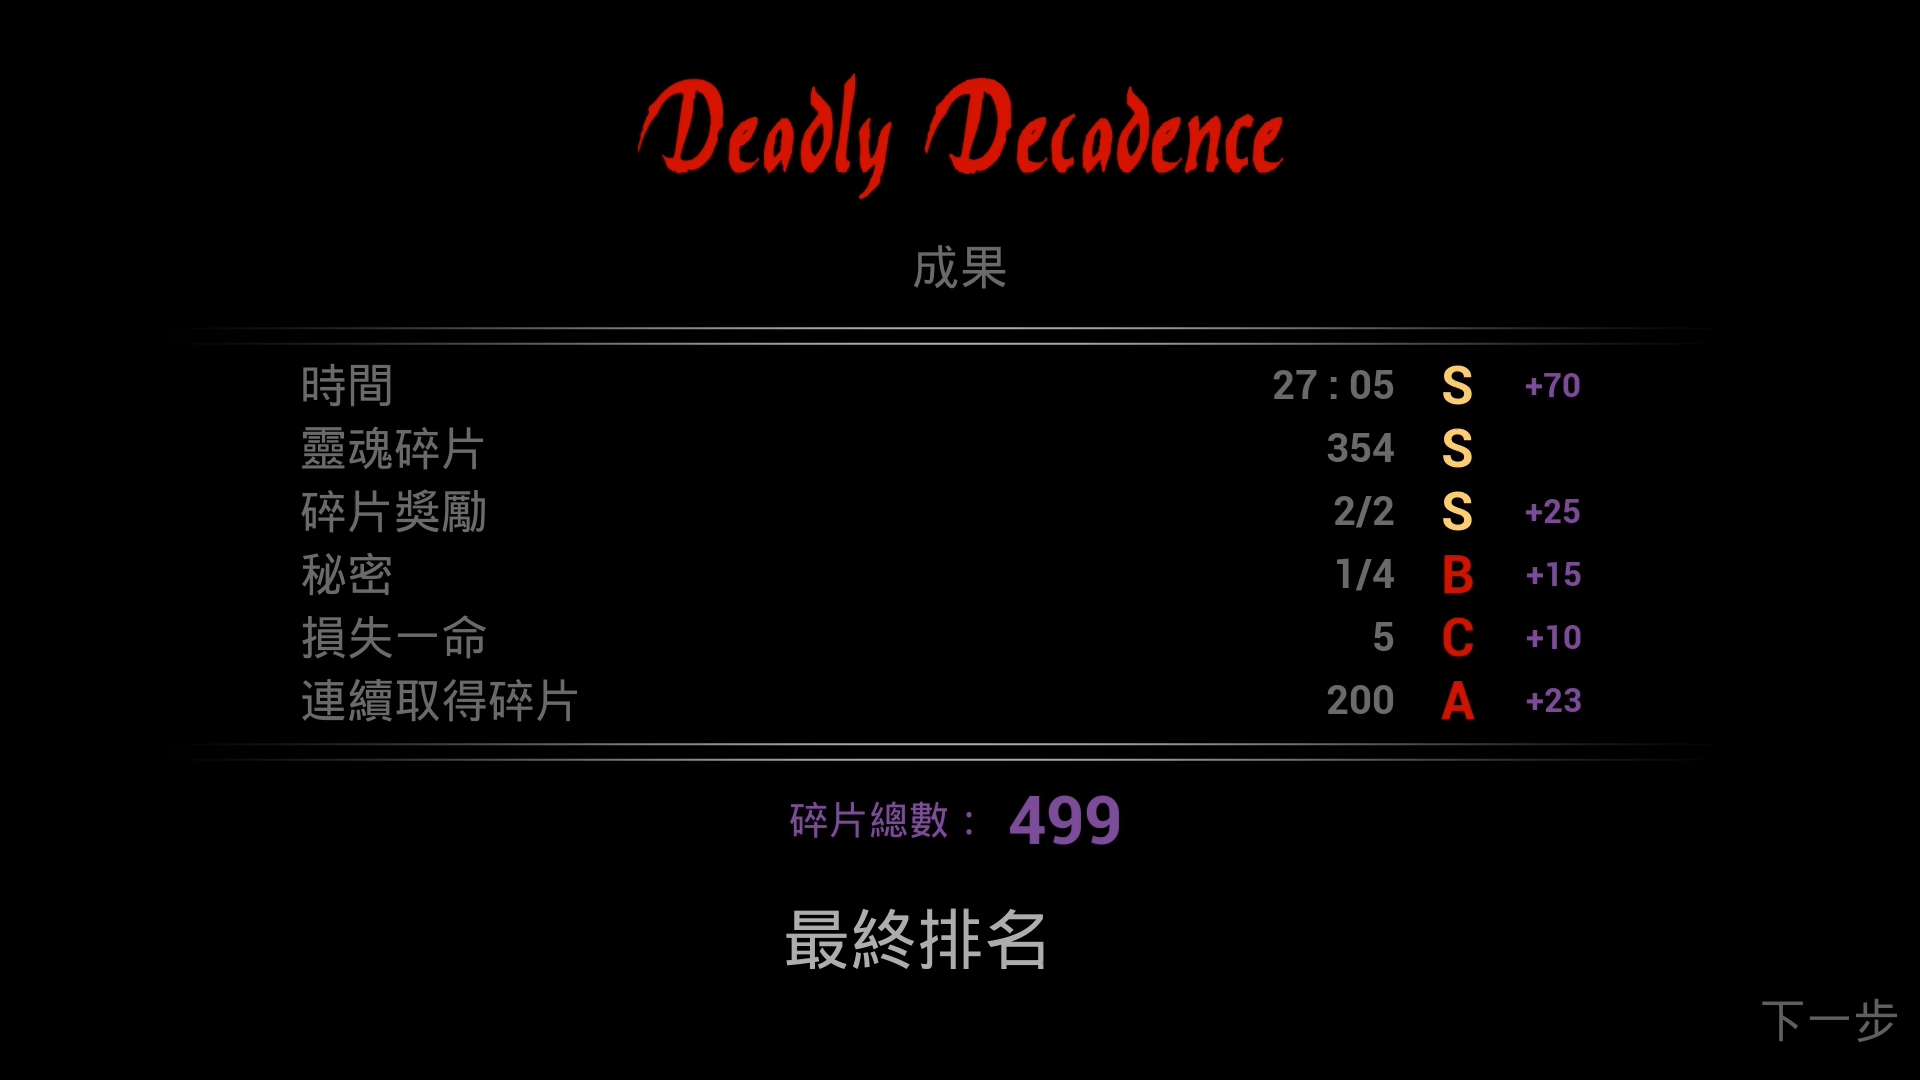 Deadly Decadence
成果
時間 27 : 05 S +70
靈魂碎片 354 S
碎片獎勵 2/2 S +25
秘密 1/4 B +15
損失一命 5 C +10
連續取得碎片 200 A +23
碎片總數： 499
最終排名
下一步